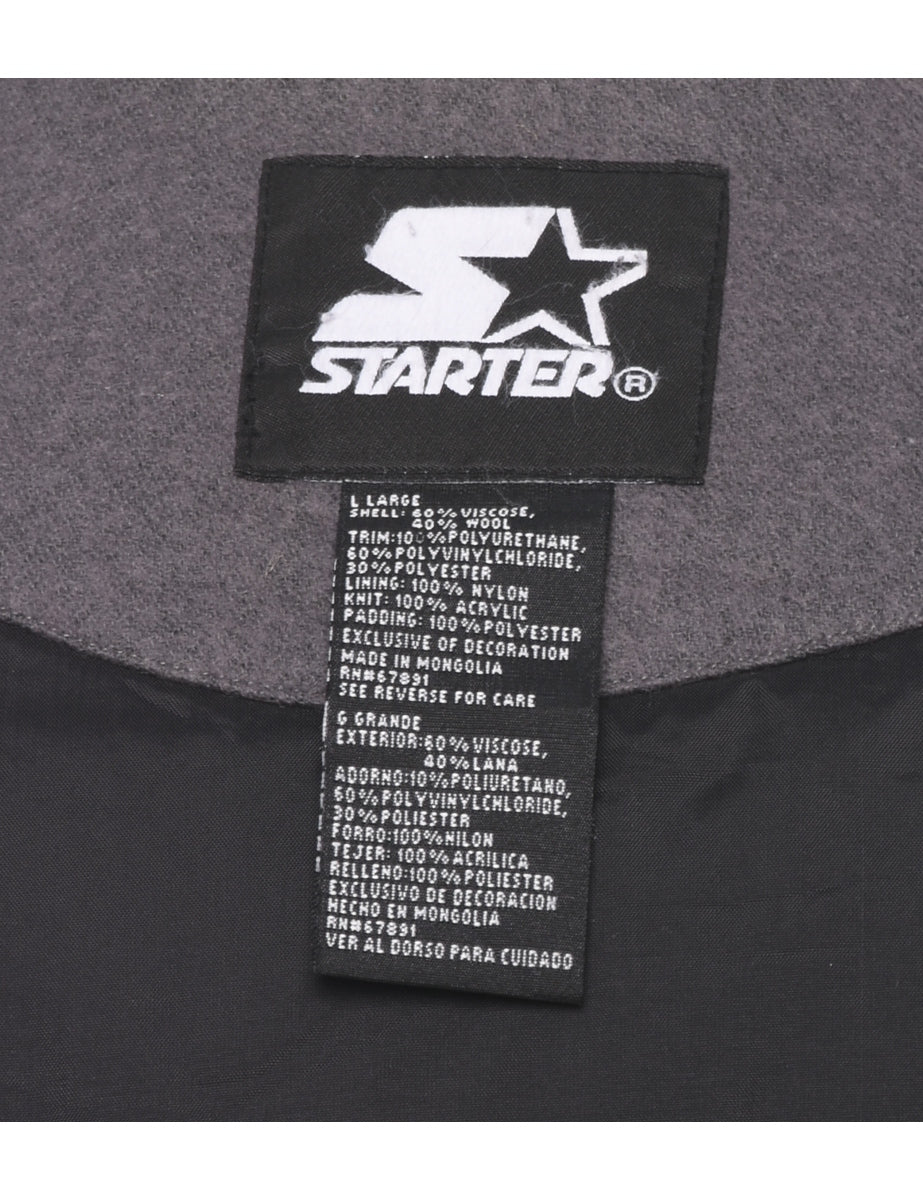 STARTER®
L LARGE
SHELL: 60% VISCOSE,
40% WOOL
TRIM:100%POLYURETHANE,
60%POLYVINYLCHLORIDE,
30%POLYESTER
LINING: 100% NYLON
KNIT: 100% ACRYLIC
PADDING: 100%POLYESTER
EXCLUSIVE OF DECORATION
MADE IN MONGOLIA
RN#67891
SEE REVERSE FOR CARE
G GRANDE
EXTERIOR:60%VISCOSE,
40%LANA
ADORNO:10%POLIURETANO,
60%POLYVINYLCHLORIDE,
30%POLIESTER
FORRO:100%NILON
TEJER: 100%ACRILICA
RELLENO:100%POLIESTER
EXCLUSIVO DE DECORACION
HECHO EN MONGOLIA
RN#67891
VER AL DORSO PARA CUIDADO